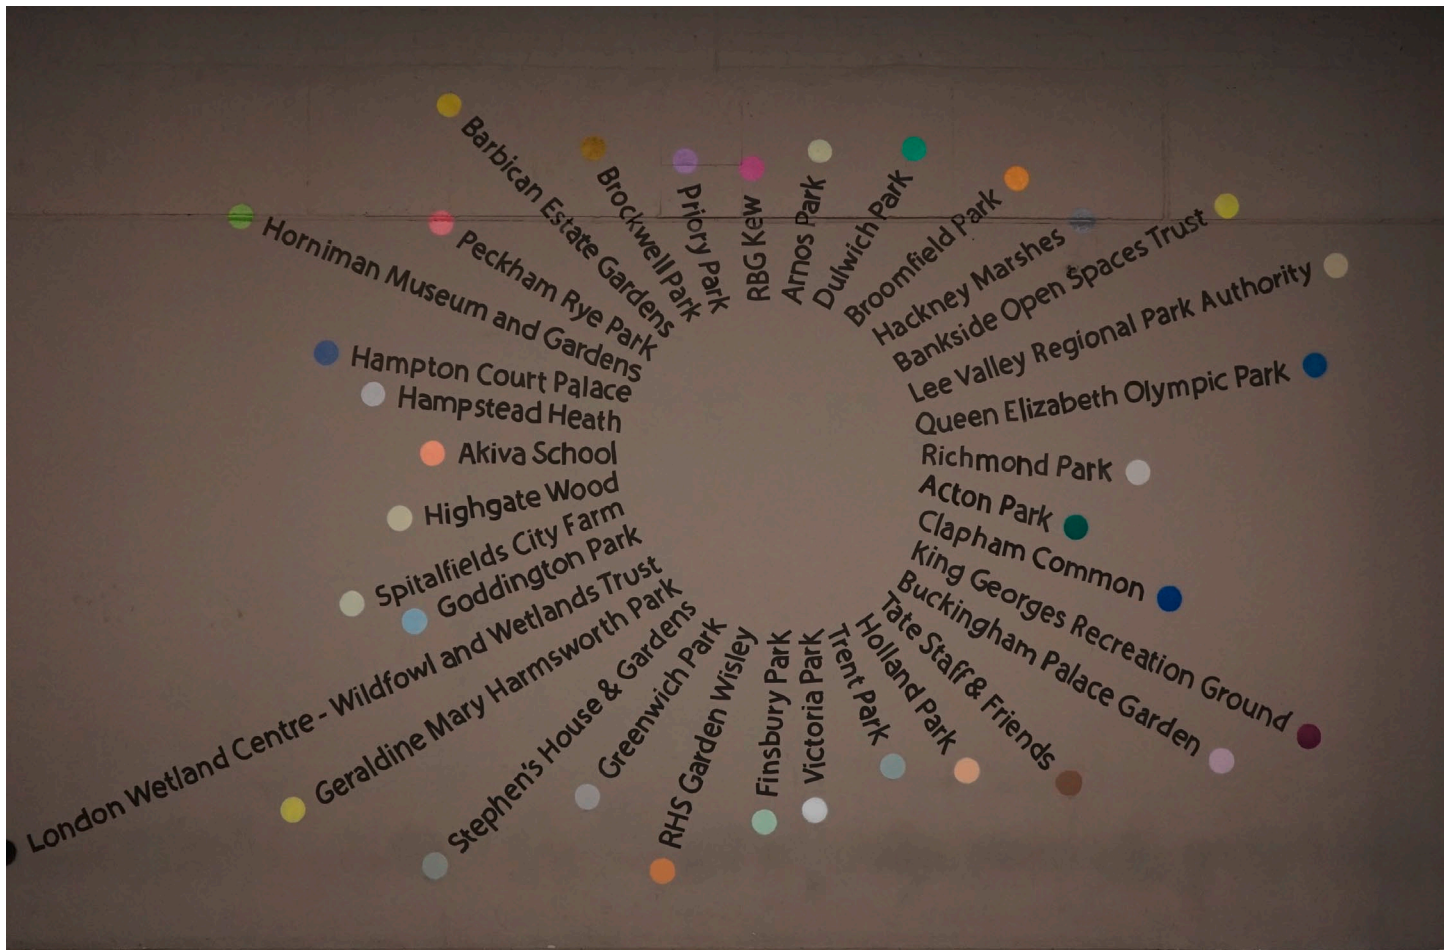 RBG Kew
Arnos Park
Dulwich Park
Broomfield Park
Hackney Marshes
Bankside Open Spaces Trust
Lee Valley Regional Park Authority
Queen Elizabeth Olympic Park
Richmond Park
Acton Park
Clapham Common
King Georges Recreation Ground
Buckingham Palace Garden
Tate Staff & Friends
Holland Park
Trent Park
Victoria Park
Finsbury Park
RHS Garden Wisley
Greenwich Park
Stephen's House & Gardens
Geraldine Mary Harmsworth Park
London Wetland Centre - Wildfowl and Wetlands Trust
Goddington Park
Spitalfields City Farm
Highgate Wood
Akiva School
Hampstead Heath
Hampton Court Palace
Horniman Museum and Gardens
Peckham Rye Park
Barbican Estate Gardens
Brockwell Park
Priory Park